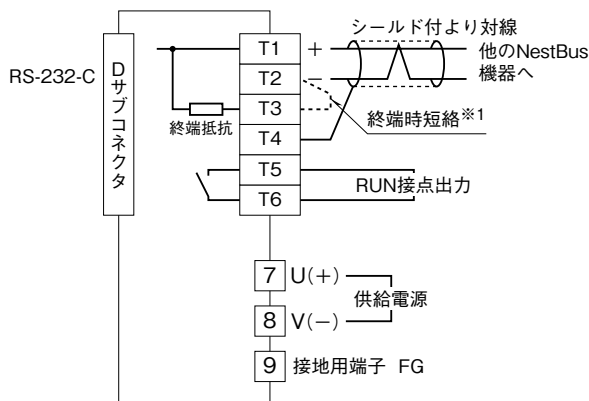 シールド付より対線
T1
+
他のNestBus
機器へ
RS-232-C
Dサブコネクタ
T2
−
T3
終端抵抗
終端時短絡※1
T4
T5
RUN接点出力
T6
7 U(+)
供給電源
8 V(−)
9 接地用端子 FG